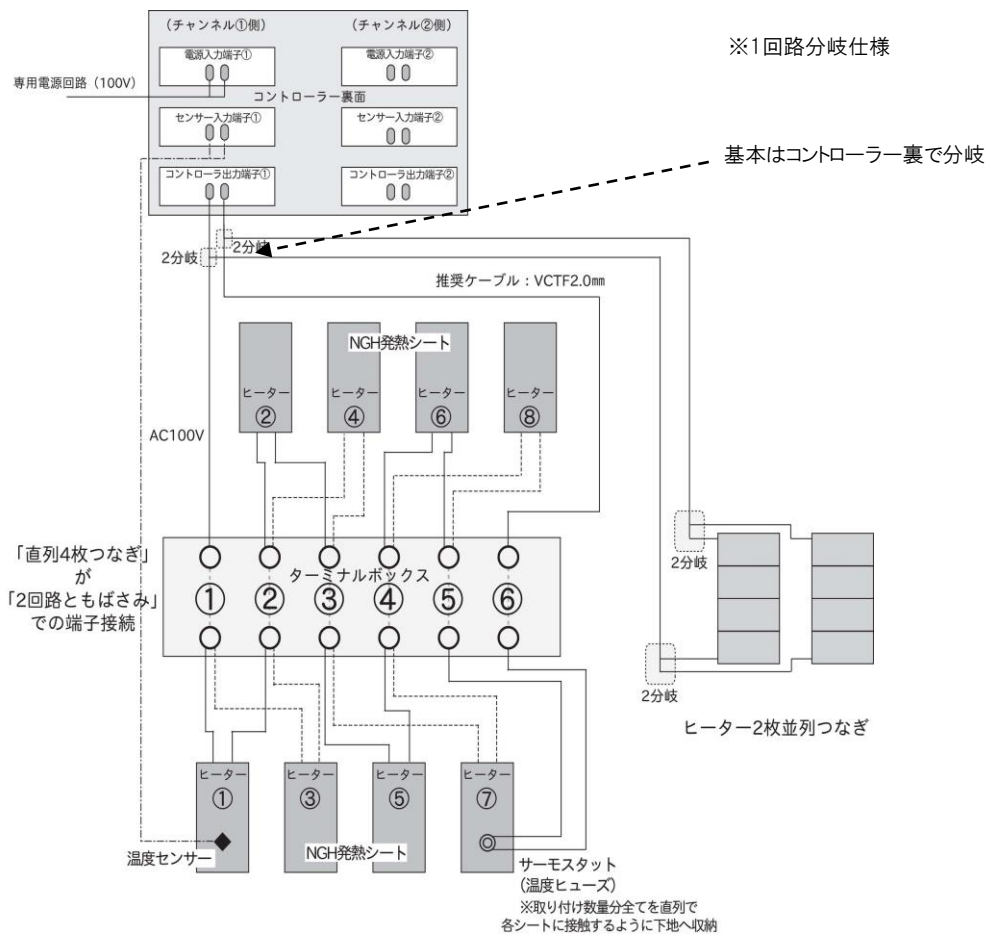 （チャンネル①側）
（チャンネル②側）
※1回路分岐仕様
電源入力端子①
電源入力端子②
専用電源回路（100V）
コントローラー裏面
センサー入力端子①
センサー入力端子②
基本はコントローラー裏で分岐
コントローラ出力端子①
コントローラ出力端子②
2分岐
2分岐
推奨ケーブル：VCTF2.0㎜
NGH発熱シート
ヒーター
②
ヒーター
④
ヒーター
⑥
ヒーター
⑧
AC100V
「直列4枚つなぎ」
が
「2回路ともばさみ」
での端子接続
ターミナルボックス
① ② ③ ④ ⑤ ⑥
2分岐
2分岐
ヒーター2枚並列つなぎ
ヒーター
①
ヒーター
③
ヒーター
⑤
ヒーター
⑦
温度センサー
NGH発熱シート
サーモスタット
（温度ヒューズ）
※取り付け数量分全てを直列で
各シートに接触するように下地へ収納